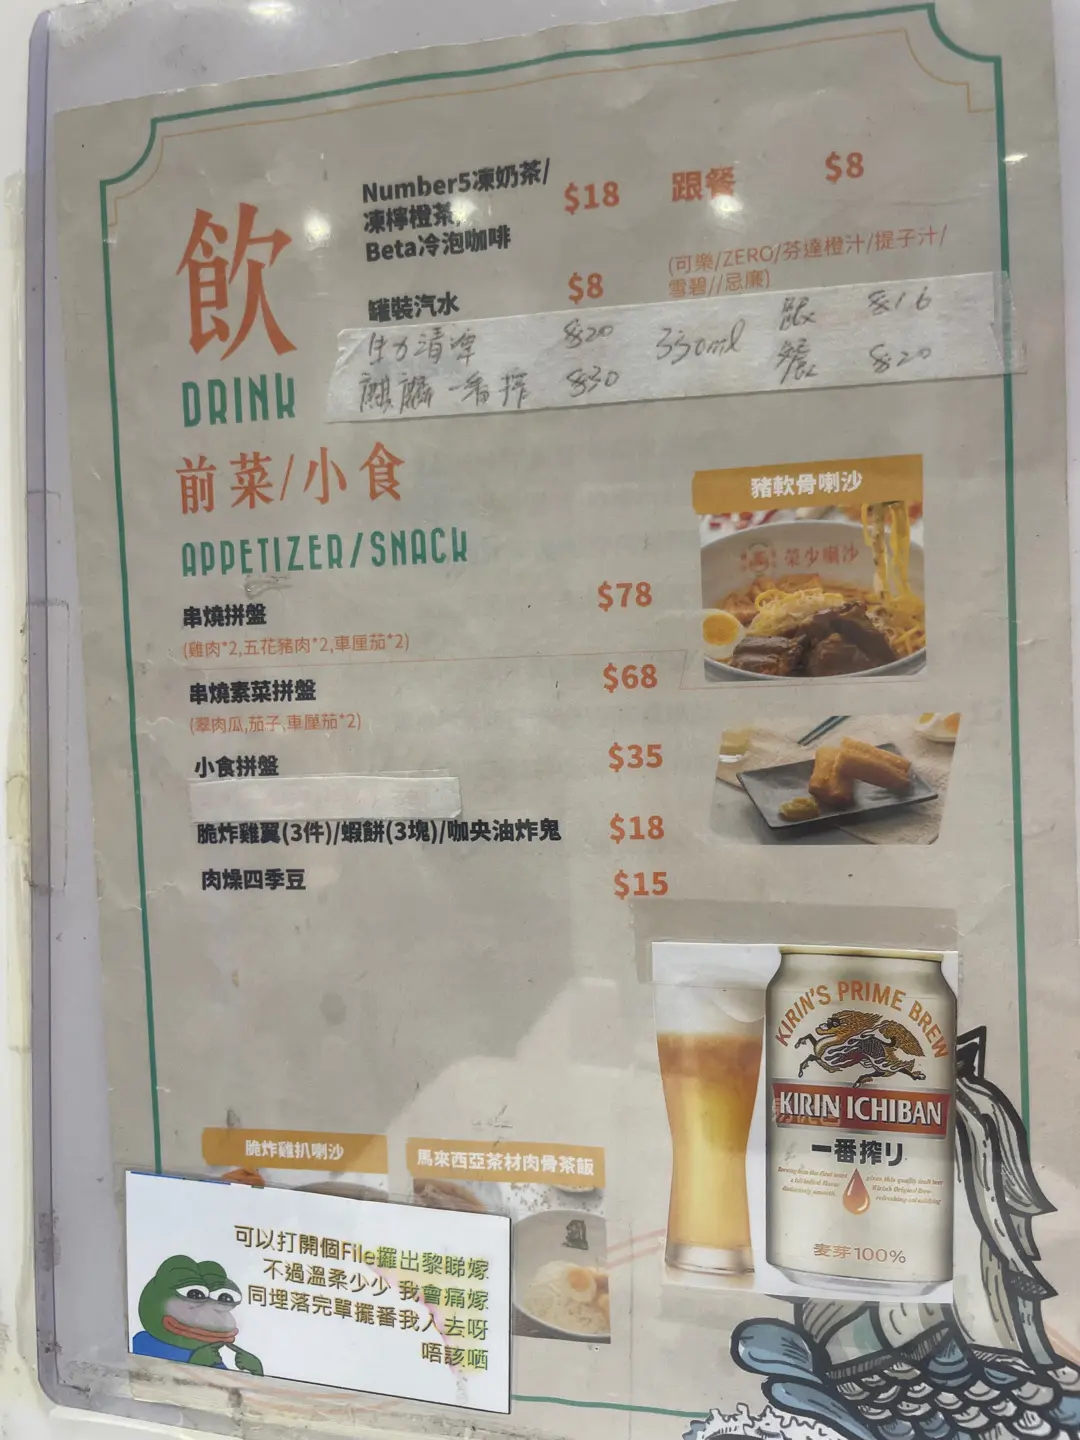 飲
DRINK
Number5凍奶茶/
凍檸橙茶/
Beta冷泡咖啡
$18
跟餐
$8
罐裝汽水
$8
(可樂/ZERO/芬達橙汁/提子汁/
雪碧//忌廉)
生力清啤 $20 330ml 跟 $16
麒麟一番搾 $30 餐 $20
前菜/小食
APPETIZER/SNACK
串燒拼盤 $78
(雞肉*2,五花豬肉*2,車厘茄*2)
串燒素菜拼盤 $68
(翠肉瓜,茄子,車厘茄*2)
小食拼盤 $35
脆炸雞翼(3件)/蝦餅(3塊)/咖央油炸鬼 $18
肉燥四季豆 $15
豬軟骨喇沙
榮少喇沙
KIRIN'S PRIME BREW
KIRIN ICHIBAN
一番搾り
麦芽100%
脆炸雞扒喇沙
馬來西亞茶材肉骨茶飯
可以打開個File攞出黎睇嫁
不過溫柔少少 我會痛嫁
同埋落完單擺番我入去呀
唔該哂